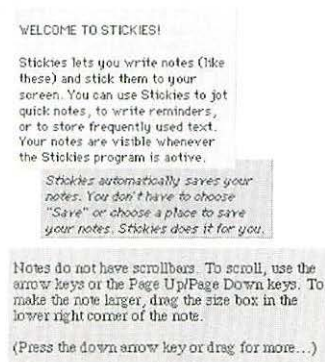 WELCOME TO STICKIES!
Stickies lets you write notes (like
these) and stick them to your
screen. You can use Stickies to jot
quick notes, to write reminders,
or to store frequently used text.
Your notes are visible whenever
the Stickies program is active.
Stickies automatically saves your
notes. You don't have to choose
"Save" or choose a place to save
your notes. Stickies does it for you.
Notes do not have scrollbars. To scroll, use the
arrow keys or the Page Up/Page Down keys. To
make the note larger, drag the size box in the
lower right corner of the note.
(Press the down arrow key or drag for more...)